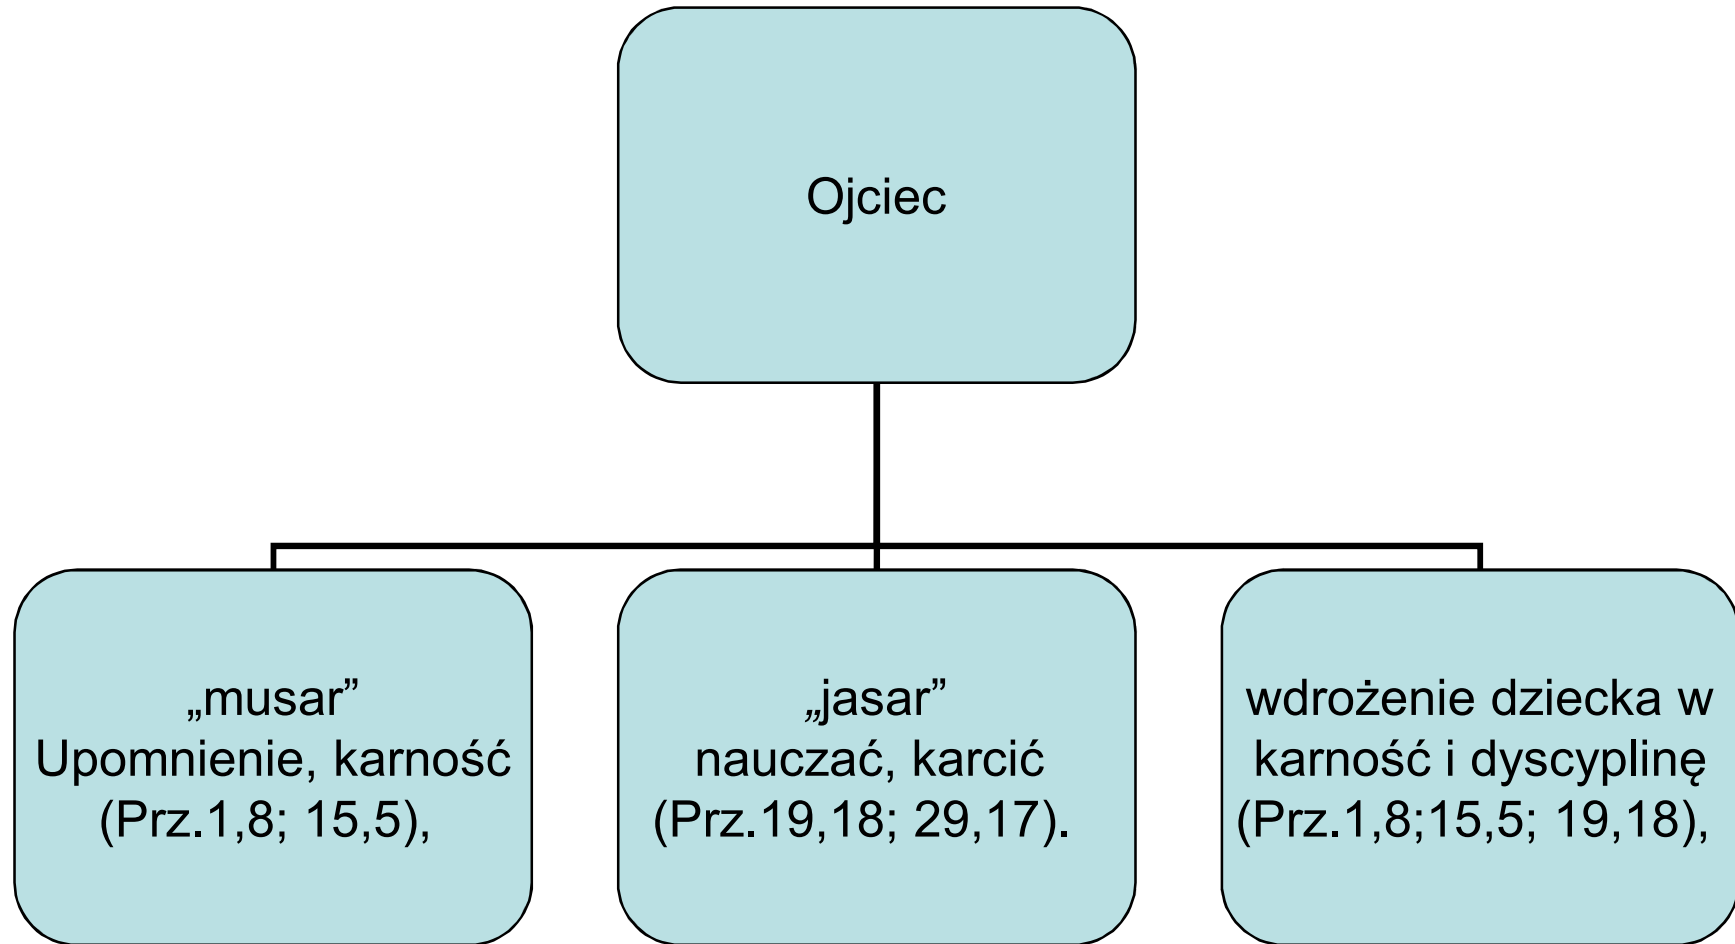 Ojciec
„musar”
Upomnienie, karność
(Prz.1,8; 15,5),
„jasar”
nauczać, karcić
(Prz.19,18; 29,17).
wdrożenie dziecka w
karność i dyscyplinę
(Prz.1,8;15,5; 19,18),